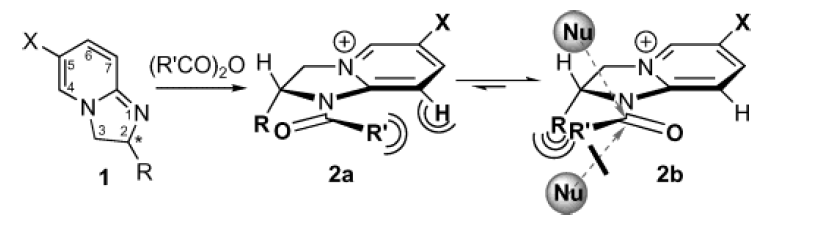 X
5
6
7
4
N
1
N
3
2
*
R
1
(R'CO)₂O
X
⊕
N
H
N
H
R
O
R'
2a
Nu
X
⊕
N
H
N
H
R
R'
O
Nu
2b